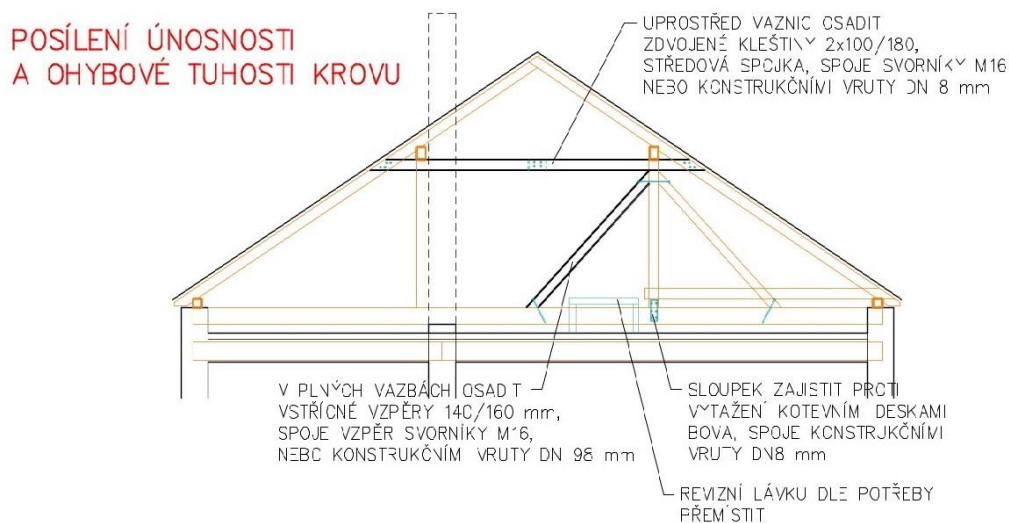 POSÍLENÍ ÚNOSNOSTI
A OHYBOVÉ TUHOSTI KROVU
UPROSTŘED VAZNIC OSADIT
ZDVOJENÉ KLEŠTINY 2x100/180,
STŘEDOVÁ SPOJKA, SPOJE SVORNÍKY M16
NEBO KONSTRUKČNÍMI VRUTY DN 8 mm
V PLNÝCH VAZBÁCH OSADIT
VSTŘÍCNÉ VZPĚRY 140/160 mm,
SPOJE VZPĚR SVORNÍKY M16,
NEBO KONSTRUKČNÍM VRUTY DN 98 mm
SLOUPEK ZAJISTIT PROTI
VYTAŽENÍ KOTEVNÍM DESKAMI
BOVA, SPOJE KONSTRUKČNÍMI
VRUTY DN8 mm
REVIZNÍ LÁVKU DLE POTŘEBY
PŘEMÍSTIT